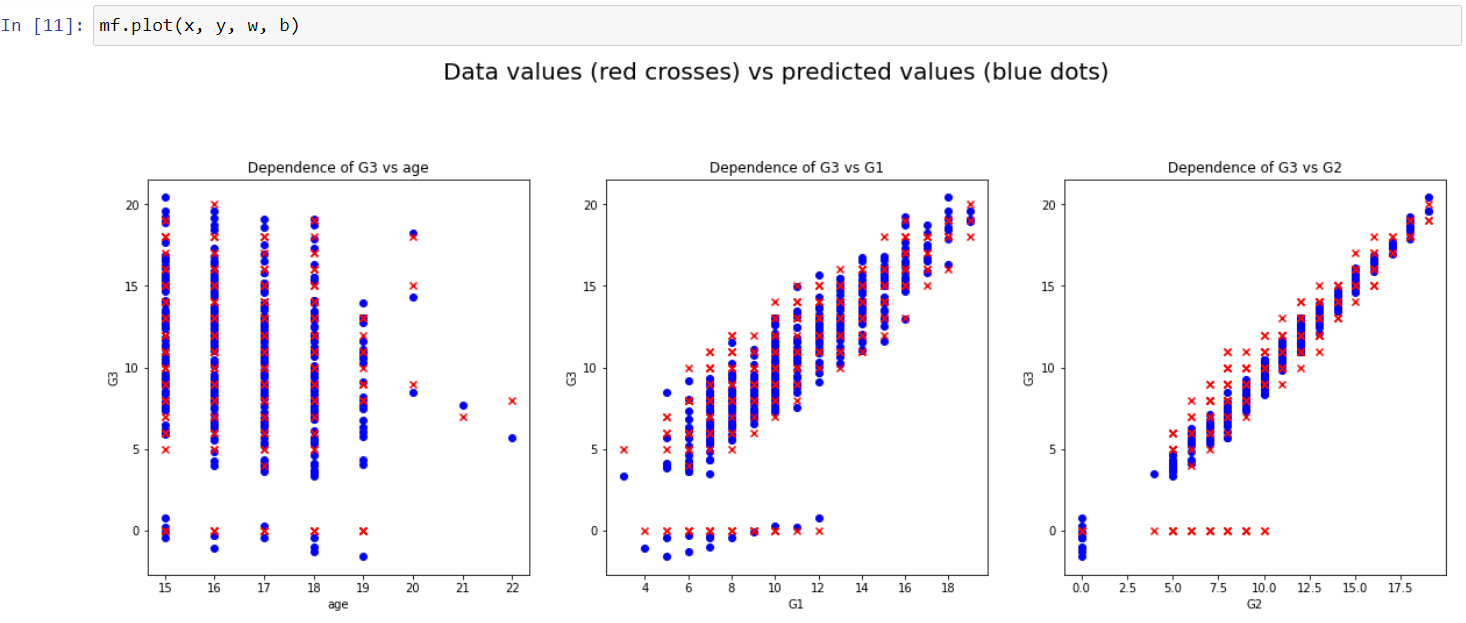 In [11]: mf.plot(x, y, w, b)
Data values (red crosses) vs predicted values (blue dots)
Dependence of G3 vs age
G3
20
15
10
5
0
15 16 17 18 19 20 21 22
age
Dependence of G3 vs G1
G3
20
15
10
5
0
4 6 8 10 12 14 16 18
G1
Dependence of G3 vs G2
G3
20
15
10
5
0
0.0 2.5 5.0 7.5 10.0 12.5 15.0 17.5
G2